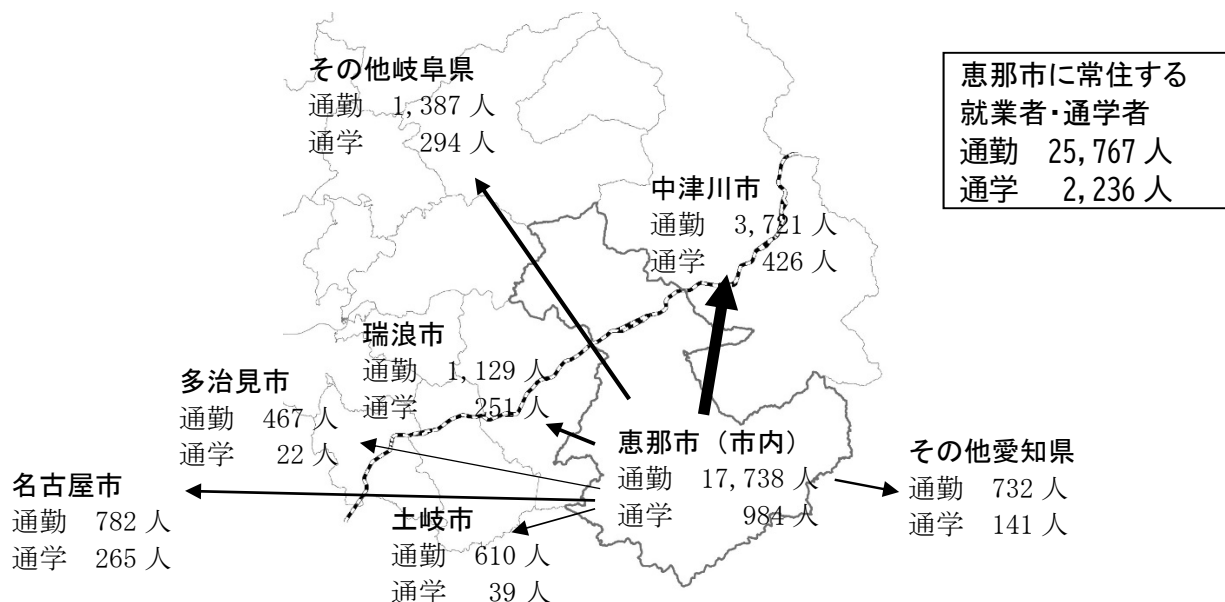 その他岐阜県
通勤 1,387 人
通学 294 人
恵那市に常住する
就業者・通学者
通勤 25,767 人
通学 2,236 人
中津川市
通勤 3,721 人
通学 426 人
瑞浪市
通勤 1,129 人
通学 251 人
多治見市
通勤 467 人
通学 22 人
恵那市（市内）
通勤 17,738 人
通学 984 人
その他愛知県
通勤 732 人
通学 141 人
名古屋市
通勤 782 人
通学 265 人
土岐市
通勤 610 人
通学 39 人